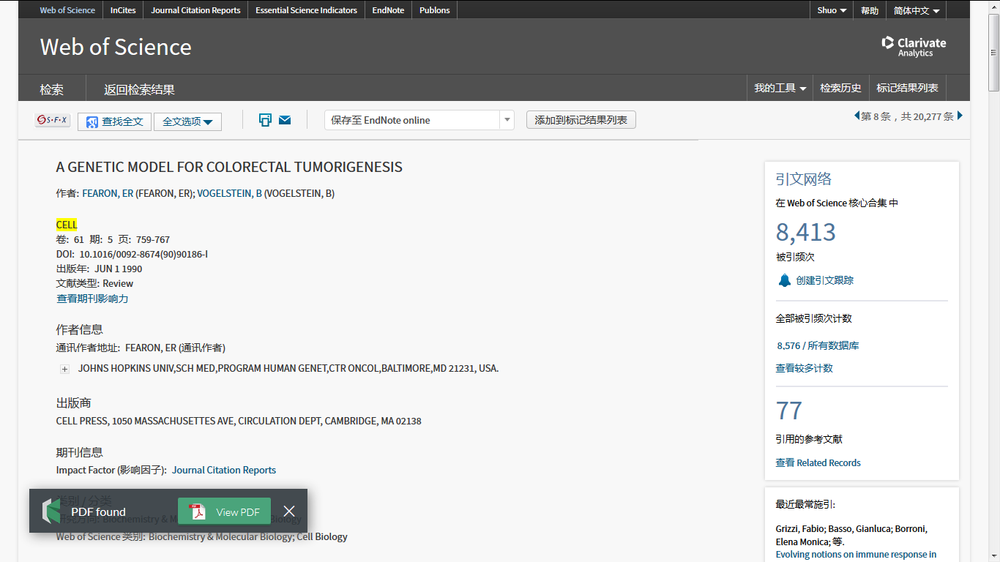 Web of Science InCites Journal Citation Reports Essential Science Indicators EndNote Publons Shuo 帮助 简体中文
Web of Science
Clarivate
Analytics
检索 返回检索结果 我的工具 检索历史 标记结果列表
S·F·X 查找全文 全文选项 保存至 EndNote online 添加到标记结果列表 第 8 条，共 20,277 条
A GENETIC MODEL FOR COLORECTAL TUMORIGENESIS
作者: FEARON, ER (FEARON, ER); VOGELSTEIN, B (VOGELSTEIN, B)
CELL
卷: 61 期: 5 页: 759-767
DOI: 10.1016/0092-8674(90)90186-I
出版年: JUN 1 1990
文献类型: Review
查看期刊影响力
作者信息
通讯作者地址: FEARON, ER (通讯作者)
JOHNS HOPKINS UNIV,SCH MED,PROGRAM HUMAN GENET,CTR ONCOL,BALTIMORE,MD 21231, USA.
出版商
CELL PRESS, 1050 MASSACHUSETTES AVE, CIRCULATION DEPT, CAMBRIDGE, MA 02138
期刊信息
Impact Factor (影响因子): Journal Citation Reports
类别 / 分类
研究方向: Biochemistry & M Biology
PDF found View PDF
Web of Science 类别: Biochemistry & Molecular Biology; Cell Biology
引文网络
在 Web of Science 核心合集 中
8,413
被引频次
创建引文跟踪
全部被引频次计数
8,576 / 所有数据库
查看较多计数
77
引用的参考文献
查看 Related Records
最近最常施引:
Grizzi, Fabio; Basso, Gianluca; Borroni,
Elena Monica; 等.
Evolving notions on immune response in